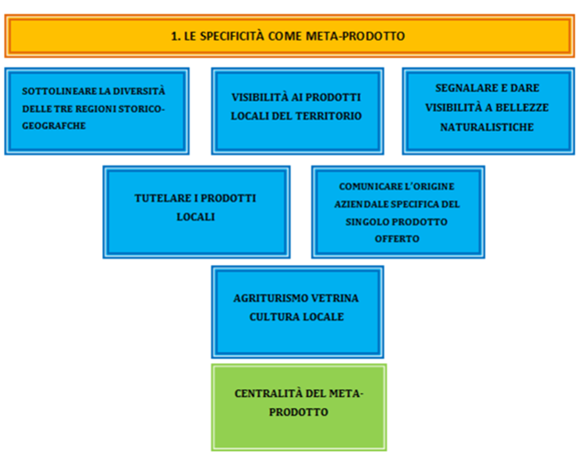 1. LE SPECIFICITÀ COME META-PRODOTTO
SOTTOLINEARE LA DIVERSITÀ
DELLE TRE REGIONI STORICO-
GEOGRAFCHE
VISIBILITÀ AI PRODOTTI
LOCALI DEL TERRITORIO
SEGNALARE E DARE
VISIBILITÀ A BELLEZZE
NATURALISTICHE
TUTELARE I PRODOTTI
LOCALI
COMUNICARE L'ORIGINE
AZIENDALE SPECIFICA DEL
SINGOLO PRODOTTO
OFFERTO
AGRITURISMO VETRINA
CULTURA LOCALE
CENTRALITÀ DEL META-
PRODOTTO